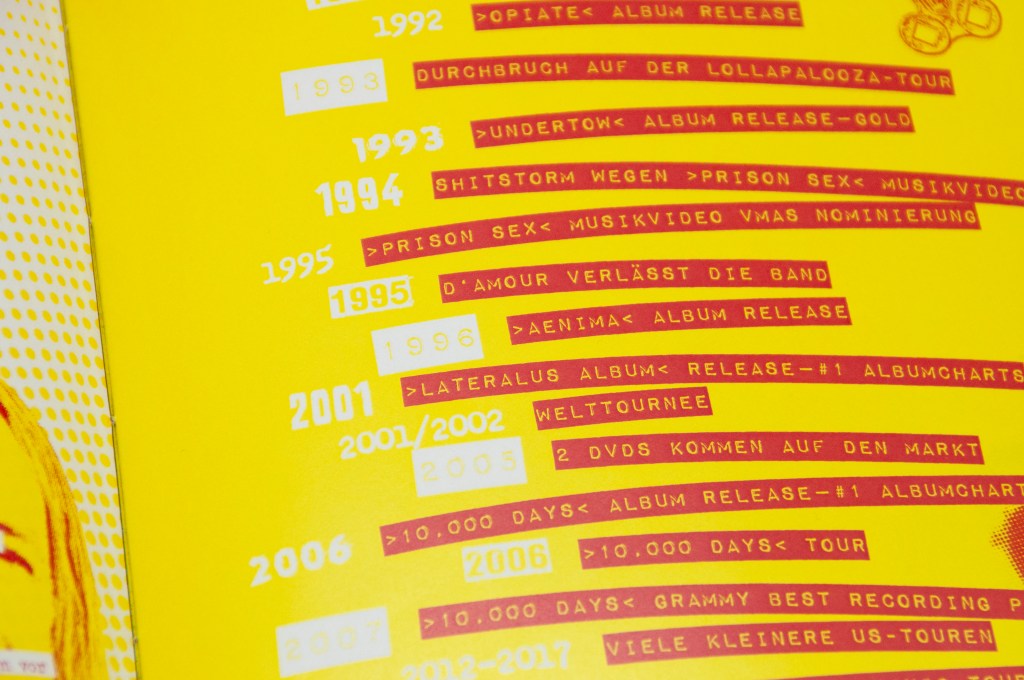 1992 >OPIATE< ALBUM RELEASE
1993 DURCHBRUCH AUF DER LOLLAPALOOZA-TOUR
1993 >UNDERTOW< ALBUM RELEASE-GOLD
1994 SHITSTORM WEGEN >PRISON SEX< MUSIKVIDEO
1995 >PRISON SEX< MUSIKVIDEO VMAS NOMINIERUNG
1995 D'AMOUR VERLÄSST DIE BAND
1996 >AENIMA< ALBUM RELEASE
2001 >LATERALUS ALBUM< RELEASE-#1 ALBUMCHARTS
2001/2002 WELTTOURNEE
2005 2 DVDS KOMMEN AUF DEN MARKT
2006 >10.000 DAYS< ALBUM RELEASE-#1 ALBUMCHART
2006 >10.000 DAYS< TOUR
2007 >10.000 DAYS< GRAMMY BEST RECORDING P
2012-2017 VIELE KLEINERE US-TOUREN
n vor